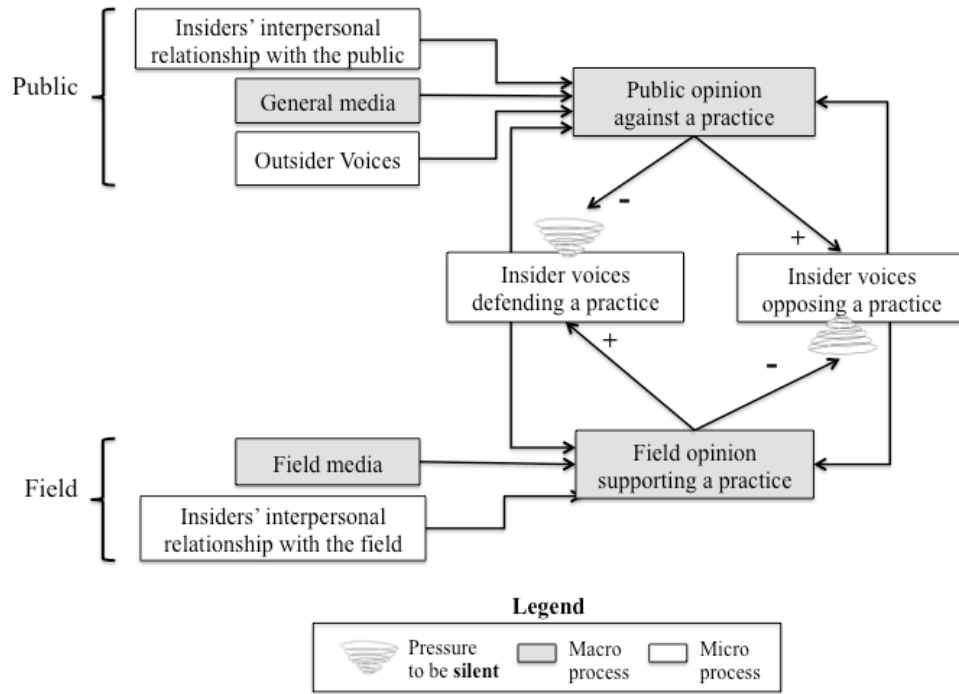 Public
Insiders' interpersonal
relationship with the public
General media
Outsider Voices
Public opinion
against a practice
-
+
Insider voices
defending a practice
Insider voices
opposing a practice
+
-
Field
Field media
Insiders' interpersonal
relationship with the field
Field opinion
supporting a practice
Legend
Pressure
to be silent
Macro
process
Micro
process